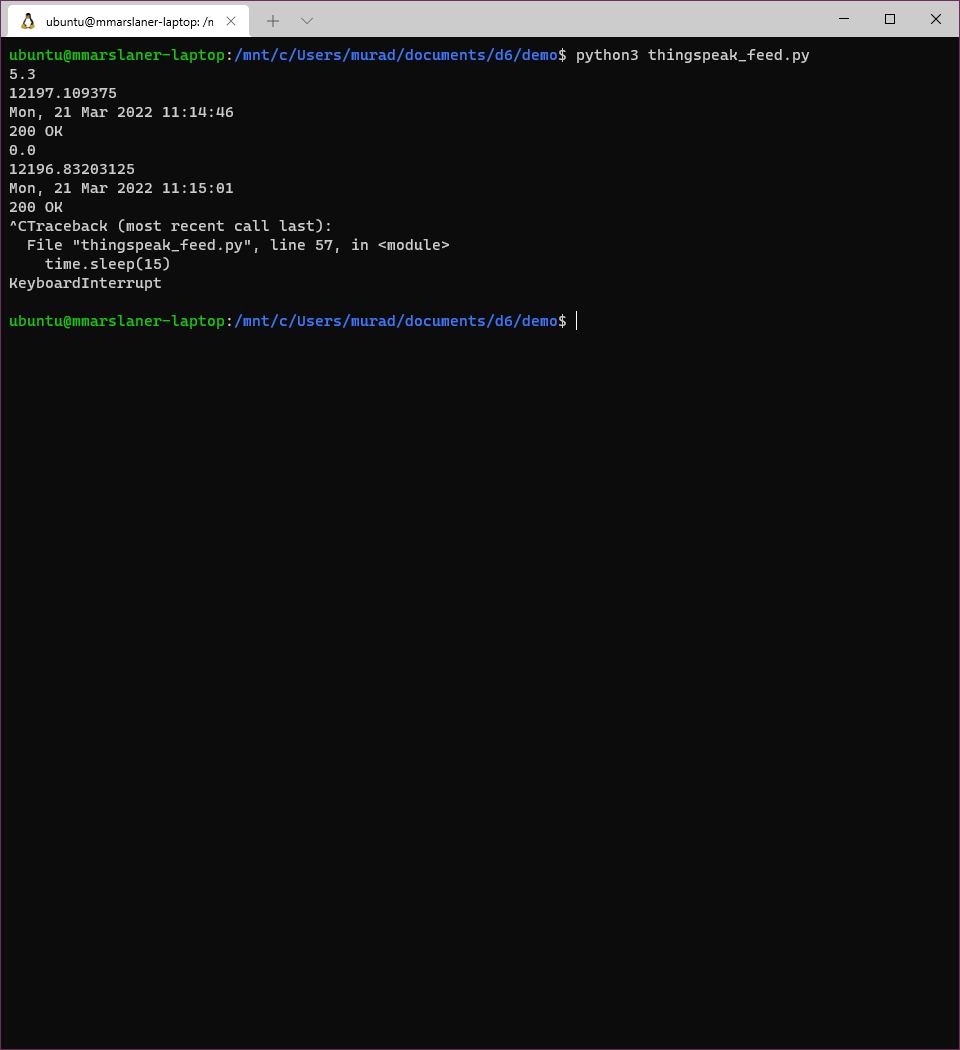 ubuntu@mmarslaner-laptop: /n
ubuntu@mmarslaner-laptop:/mnt/c/Users/murad/documents/d6/demo$ python3 thingspeak_feed.py
5.3
12197.109375
Mon, 21 Mar 2022 11:14:46
200 OK
0.0
12196.83203125
Mon, 21 Mar 2022 11:15:01
200 OK
^CTraceback (most recent call last):
  File "thingspeak_feed.py", line 57, in <module>
    time.sleep(15)
KeyboardInterrupt
ubuntu@mmarslaner-laptop:/mnt/c/Users/murad/documents/d6/demo$